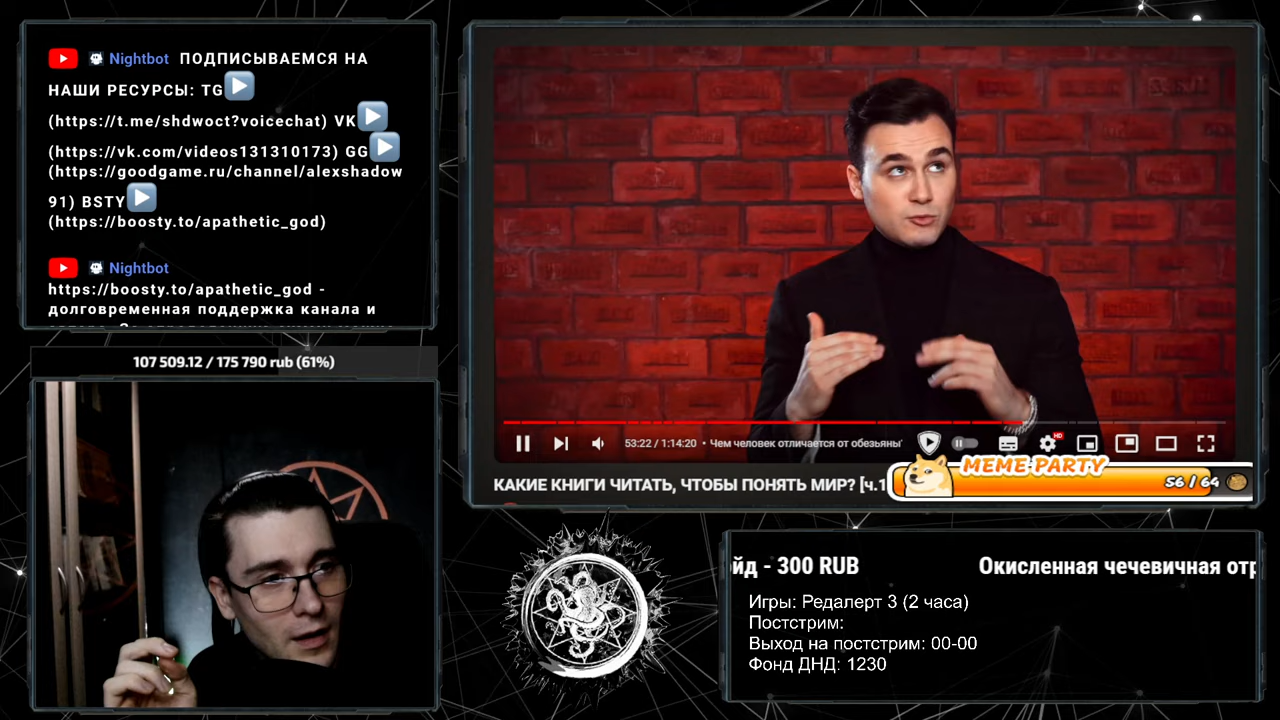 Nightbot ПОДПИСЫВАЕМСЯ НА
НАШИ РЕСУРСЫ: TG
(https://t.me/shdwoct?voicechat) VK
(https://vk.com/videos131310173) GG
(https://goodgame.ru/channel/alexshadow
91) BSTY
(https://boosty.to/apathetic_god)
Nightbot
https://boosty.to/apathetic_god -
долговременная поддержка канала и
107 509.12 / 175 790 rub (61%)
53:22 / 1:14:20 • Чем человек отличается от обезьяны
HD
КАКИЕ КНИГИ ЧИТАТЬ, ЧТОБЫ ПОНЯТЬ МИР? [ч.1
MEME PARTY
56 / 64
йд - 300 RUB
Окисленная чечевичная отр
Игры: Редалерт 3 (2 часа)
Постстрим:
Выход на постстрим: 00-00
Фонд ДНД: 1230